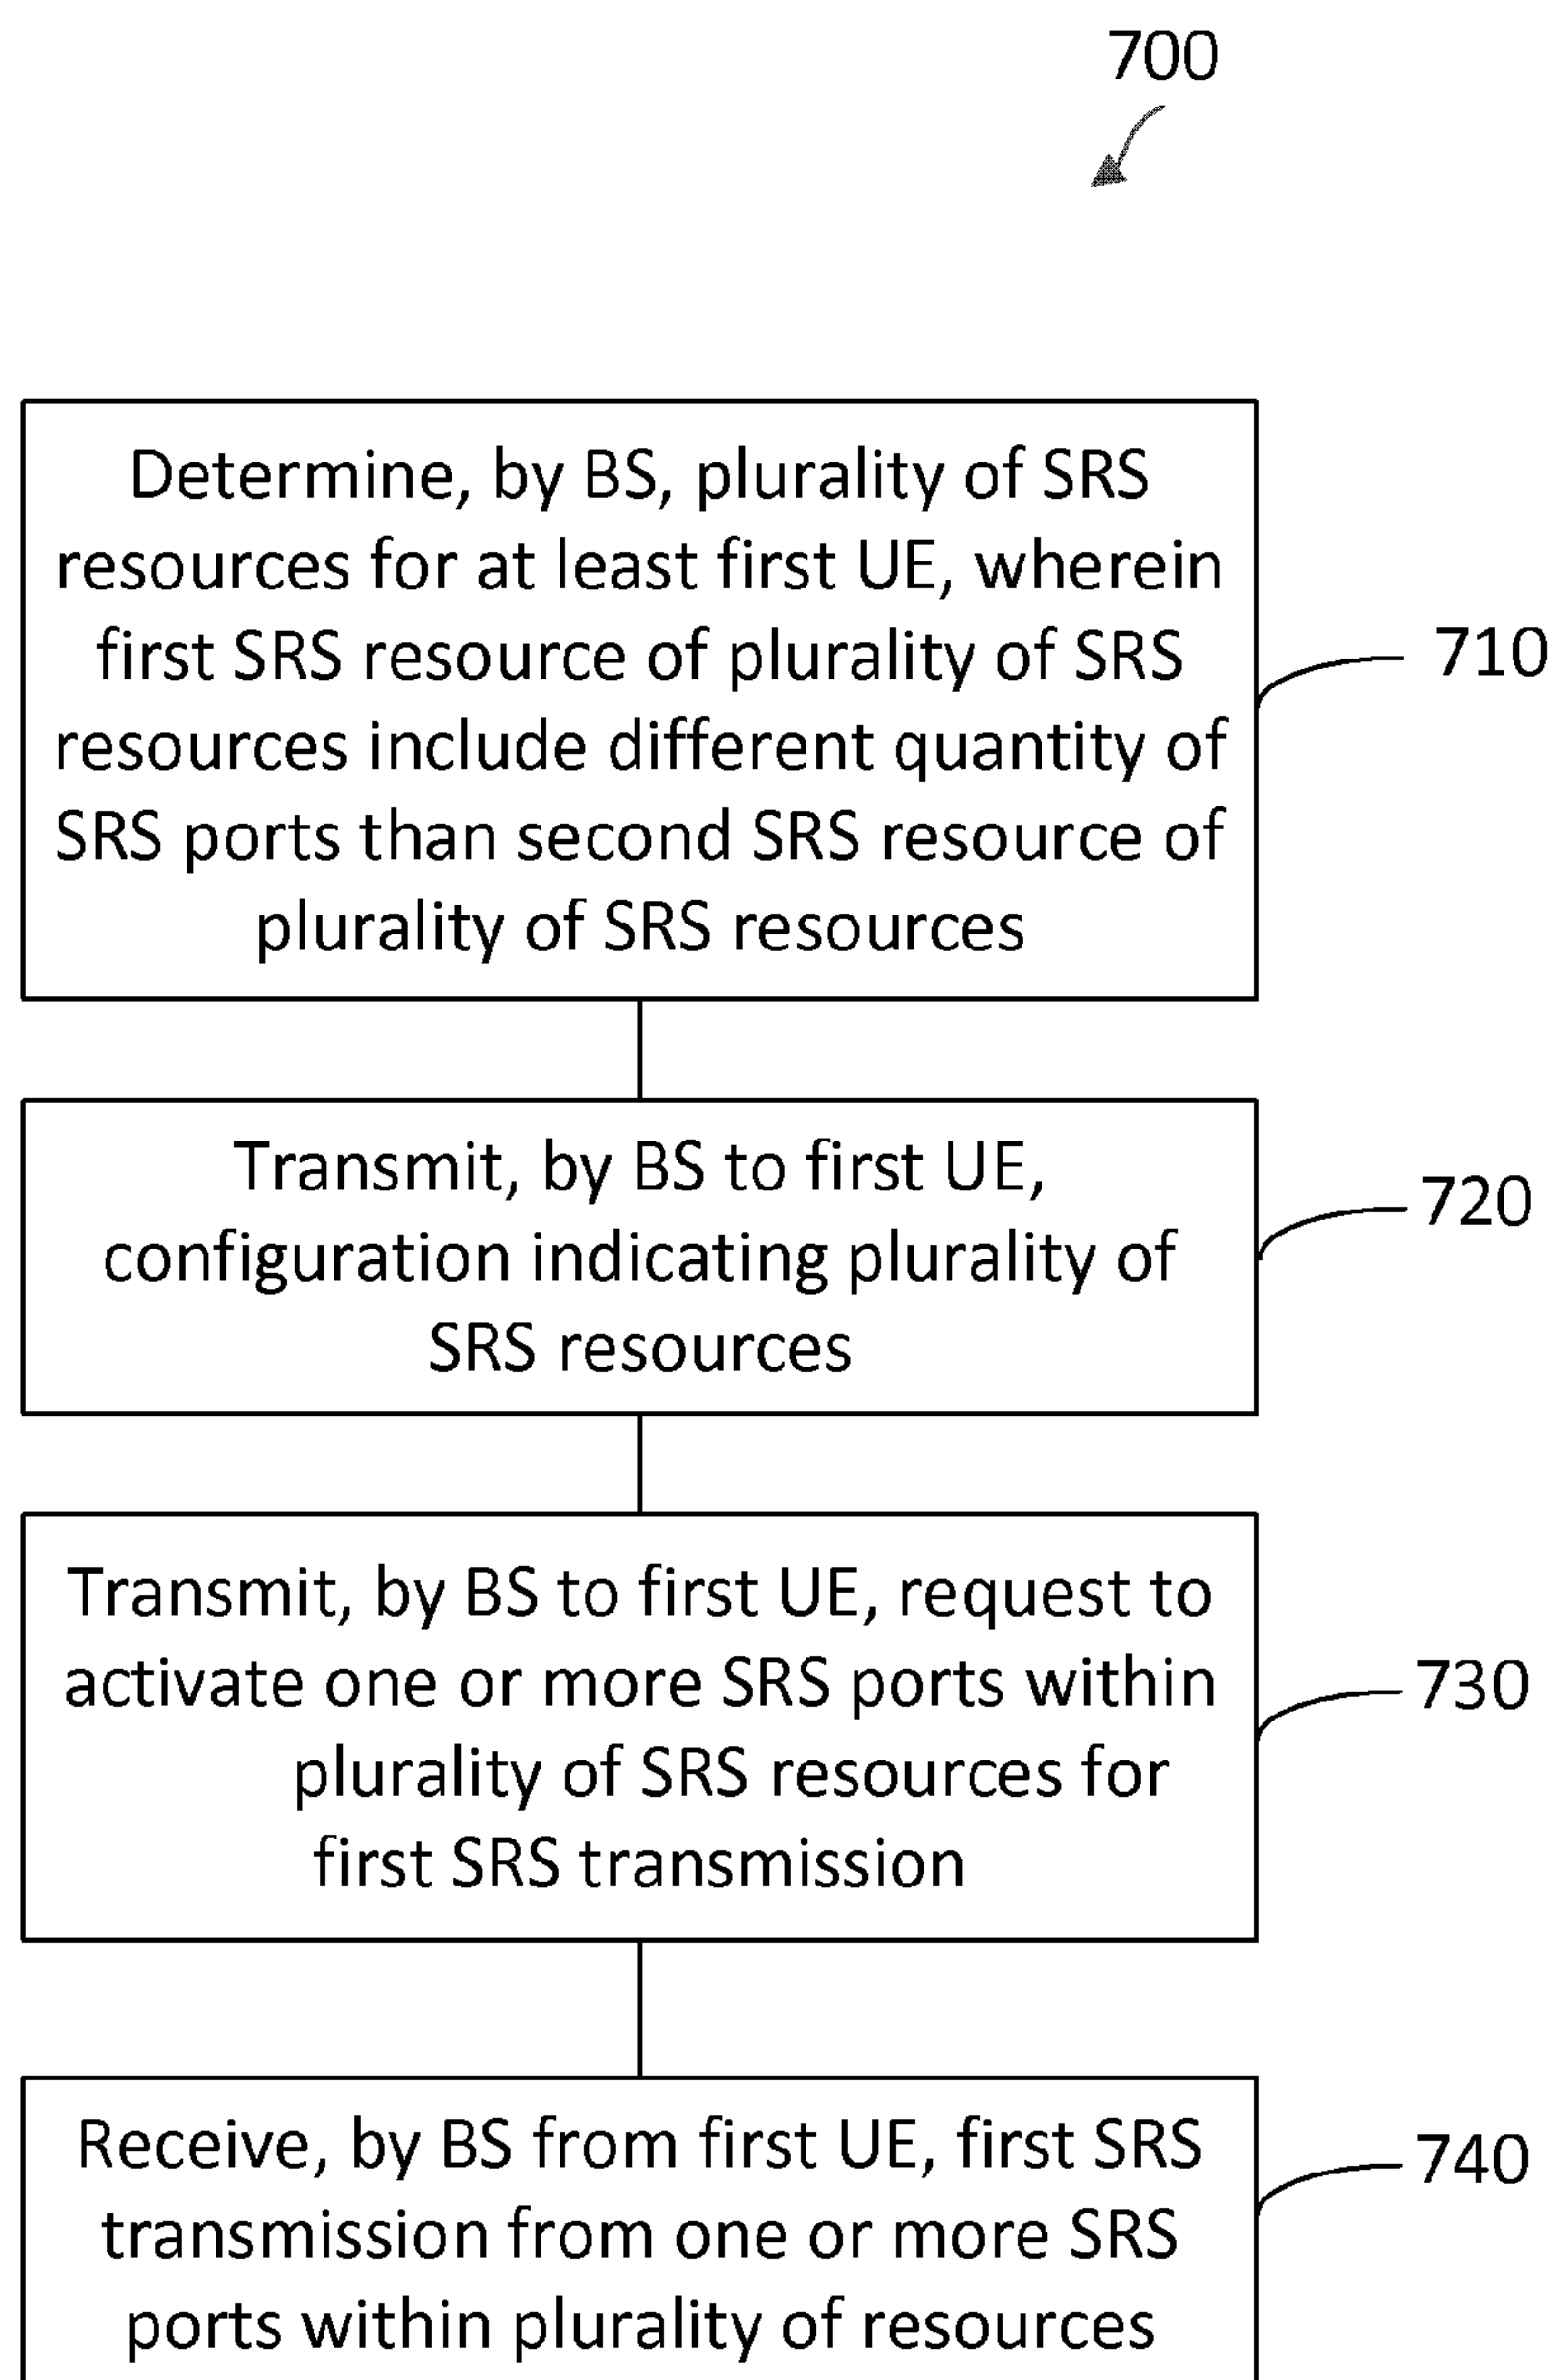 700
Determine, by BS, plurality of SRS
resources for at least first UE, wherein
first SRS resource of plurality of SRS
resources include different quantity of
SRS ports than second SRS resource of
plurality of SRS resources
710
Transmit, by BS to first UE,
configuration indicating plurality of
SRS resources
720
Transmit, by BS to first UE, request to
activate one or more SRS ports within
plurality of SRS resources for
first SRS transmission
730
Receive, by BS from first UE, first SRS
transmission from one or more SRS
ports within plurality of resources
740